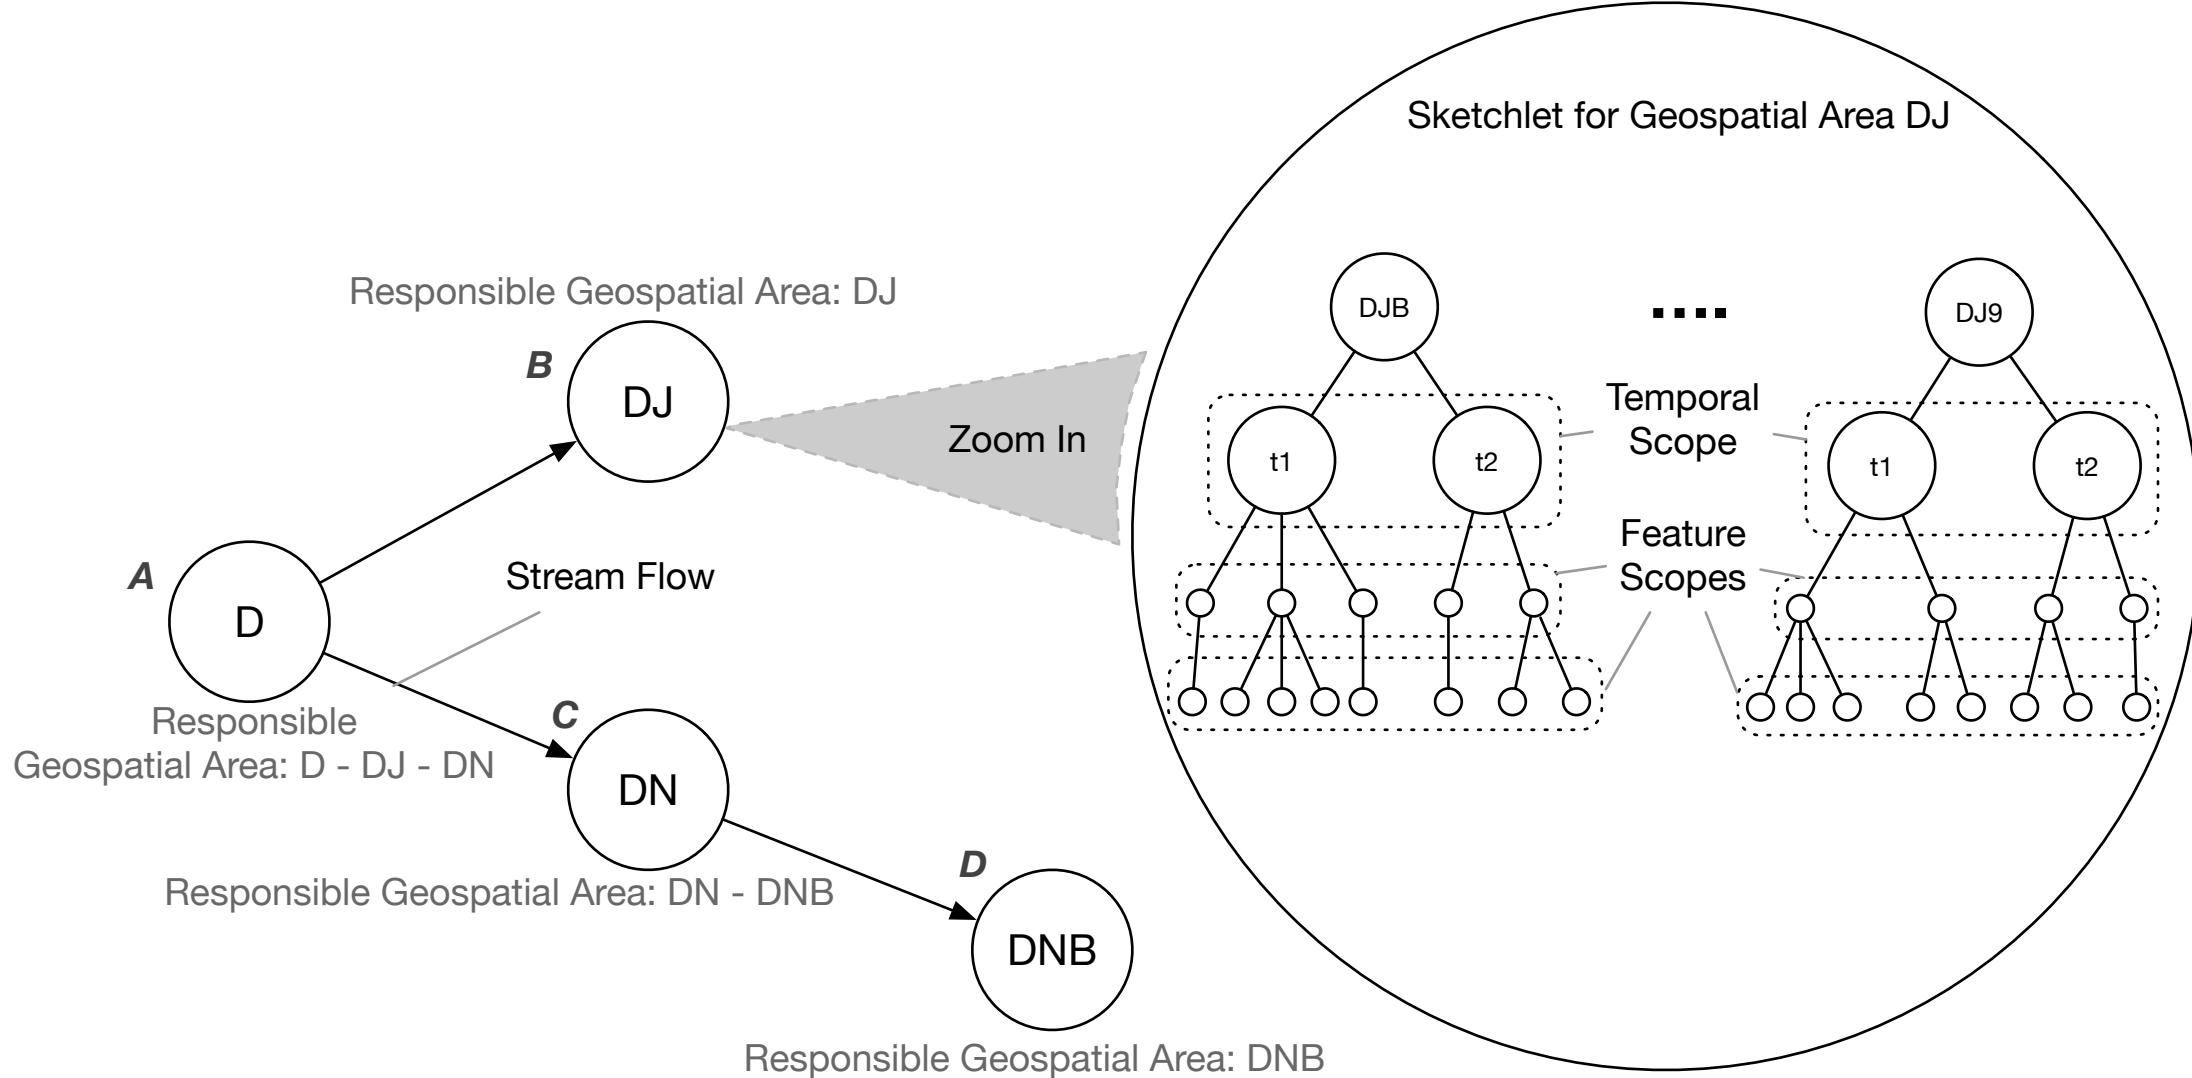 Sketchlet for Geospatial Area DJ
Responsible Geospatial Area: DJ
B
DJ
Zoom In
A
D
Stream Flow
Responsible
Geospatial Area: D - DJ - DN
C
DN
Responsible Geospatial Area: DN - DNB
D
DNB
Responsible Geospatial Area: DNB
DJB
....
DJ9
Temporal
Scope
t1
t2
t1
t2
Feature
Scopes